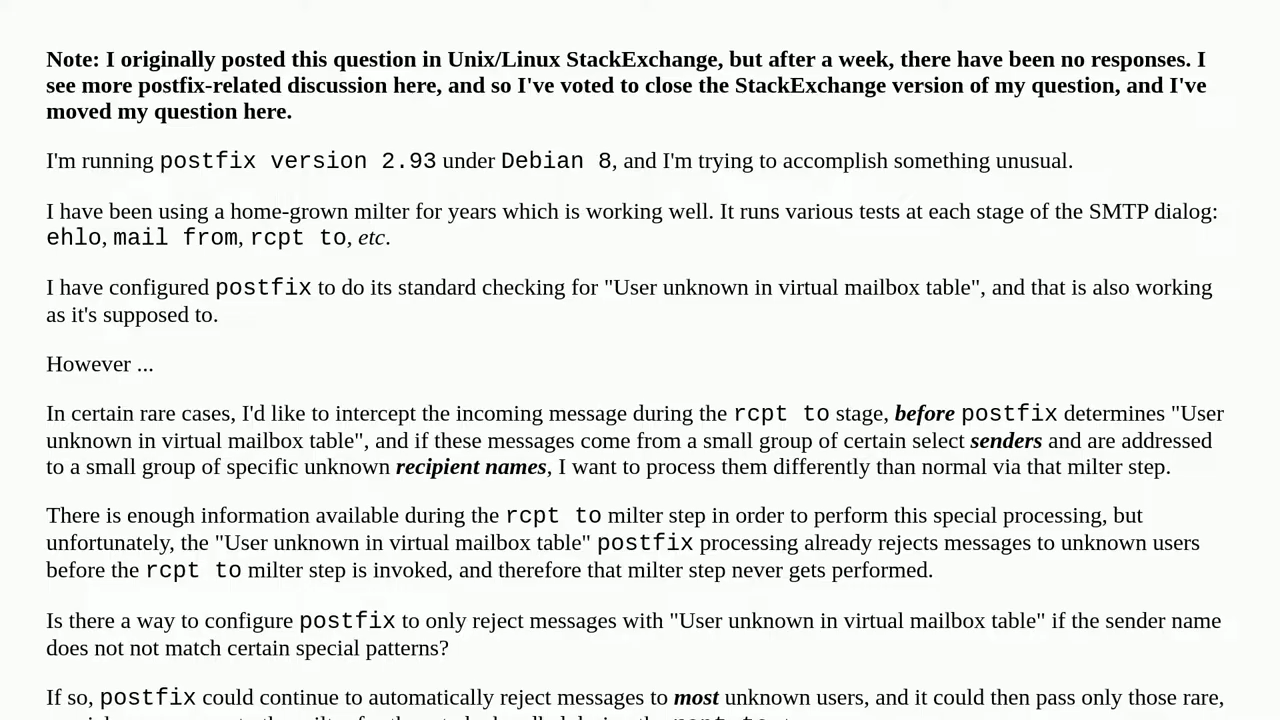 Note: I originally posted this question in Unix/Linux StackExchange, but after a week, there have been no responses. I
see more postfix-related discussion here, and so I've voted to close the StackExchange version of my question, and I've
moved my question here.
I'm running postfix version 2.93 under Debian 8, and I'm trying to accomplish something unusual.
I have been using a home-grown milter for years which is working well. It runs various tests at each stage of the SMTP dialog:
ehlo, mail from, rcpt to, etc.
I have configured postfix to do its standard checking for "User unknown in virtual mailbox table", and that is also working
as it's supposed to.
However ...
In certain rare cases, I'd like to intercept the incoming message during the rcpt to stage, before postfix determines "User
unknown in virtual mailbox table", and if these messages come from a small group of certain select senders and are addressed
to a small group of specific unknown recipient names, I want to process them differently than normal via that milter step.
There is enough information available during the rcpt to milter step in order to perform this special processing, but
unfortunately, the "User unknown in virtual mailbox table" postfix processing already rejects messages to unknown users
before the rcpt to milter step is invoked, and therefore that milter step never gets performed.
Is there a way to configure postfix to only reject messages with "User unknown in virtual mailbox table" if the sender name
does not not match certain special patterns?
If so, postfix could continue to automatically reject messages to most unknown users, and it could then pass only those rare,